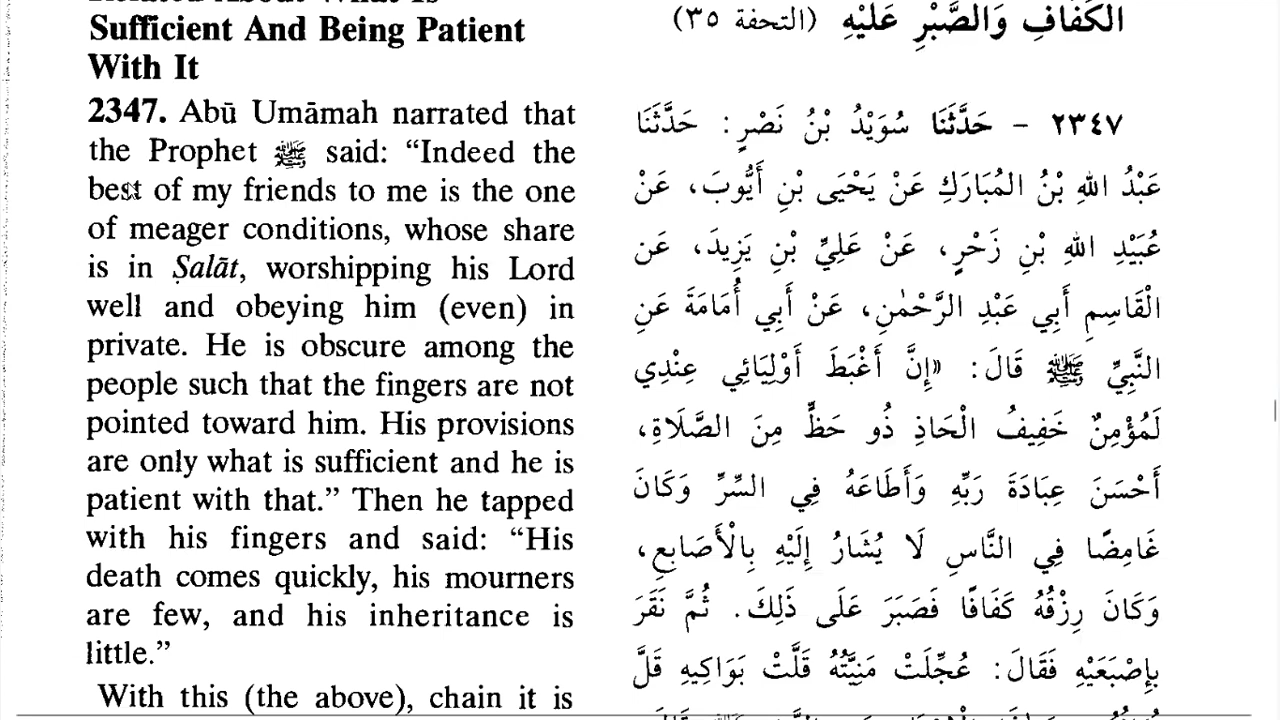 Sufficient And Being Patient
With It
2347. Abū Umāmah narrated that
the Prophet ﷺ said: “Indeed the
best of my friends to me is the one
of meager conditions, whose share
is in Ṣalāt, worshipping his Lord
well and obeying him (even) in
private. He is obscure among the
people such that the fingers are not
pointed toward him. His provisions
are only what is sufficient and he is
patient with that.” Then he tapped
with his fingers and said: “His
death comes quickly, his mourners
are few, and his inheritance is
little.”
With this (the above), chain it is
الكَفَافِ وَالصَّبْرِ عَلَيْهِ (التحفة ٣٥)
٢٣٤٧ – حَدَّثَنَا سُوَيْدُ بْنُ نَصْرٍ: حَدَّثَنَا
عَبْدُ اللهِ بْنُ المُبَارَكِ عَنْ يَحْيَى بْنِ أَيُّوبَ، عَنْ
عُبَيْدِ اللهِ بْنِ زَحْرٍ، عَنْ عَلِيِّ بْنِ يَزِيدَ، عَن
الْقَاسِمِ أَبِي عَبْدِ الرَّحْمٰنِ، عَنْ أَبِي أُمَامَةَ عَنِ
النَّبِيِّ ﷺ قَالَ: «إِنَّ أَغْبَطَ أَوْلِيَائِي عِنْدِي
لَمُؤْمِنٌ خَفِيفُ الْحَاذِ ذُو حَظٍّ مِنَ الصَّلَاةِ،
أَحْسَنَ عِبَادَةَ رَبِّهِ وَأَطَاعَهُ فِي السِّرِّ وَكَانَ
غَامِضًا فِي النَّاسِ لَا يُشَارُ إِلَيْهِ بِالْأَصَابِعِ،
وَكَانَ رِزْقُهُ كَفَافًا فَصَبَرَ عَلَى ذَلِكَ. ثُمَّ نَقَرَ
بِإِصْبَعَيْهِ فَقَالَ: عُجِّلَتْ مَنِيَّتُهُ قَلَّتْ بَوَاكِيهِ قَلَّ